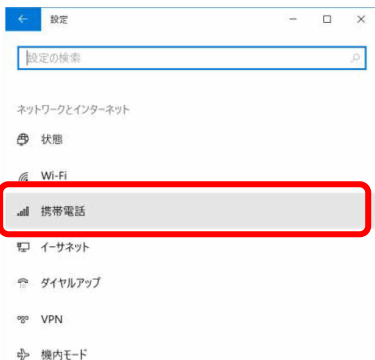 設定
設定の検索
ネットワークとインターネット
状態
Wi-Fi
携帯電話
イーサネット
ダイヤルアップ
VPN
機内モード